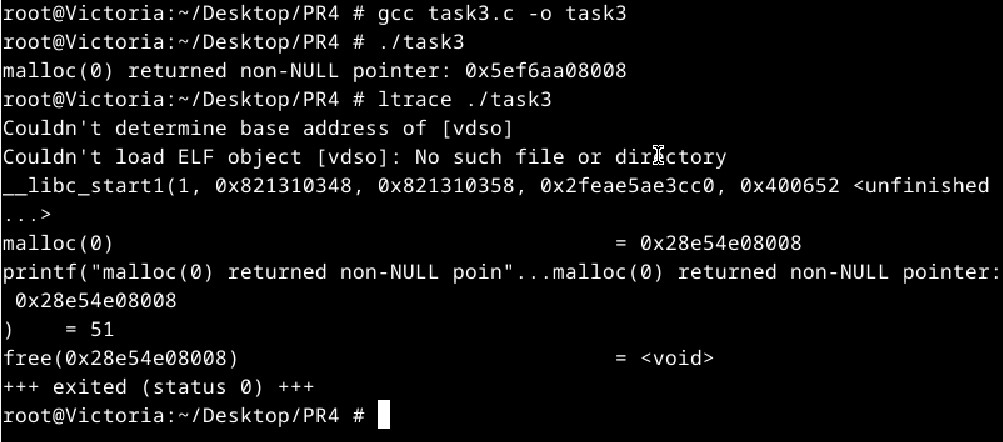 root@Victoria:~/Desktop/PR4 # gcc task3.c -o task3
root@Victoria:~/Desktop/PR4 # ./task3
malloc(0) returned non-NULL pointer: 0x5ef6aa08008
root@Victoria:~/Desktop/PR4 # ltrace ./task3
Couldn't determine base address of [vdso]
Couldn't load ELF object [vdso]: No such file or directory
__libc_start1(1, 0x821310348, 0x821310358, 0x2feae5ae3cc0, 0x400652 <unfinished
...>
malloc(0)                                           = 0x28e54e08008
printf("malloc(0) returned non-NULL poin"...malloc(0) returned non-NULL pointer:
 0x28e54e08008
)    = 51
free(0x28e54e08008)                                 = <void>
+++ exited (status 0) +++
root@Victoria:~/Desktop/PR4 #